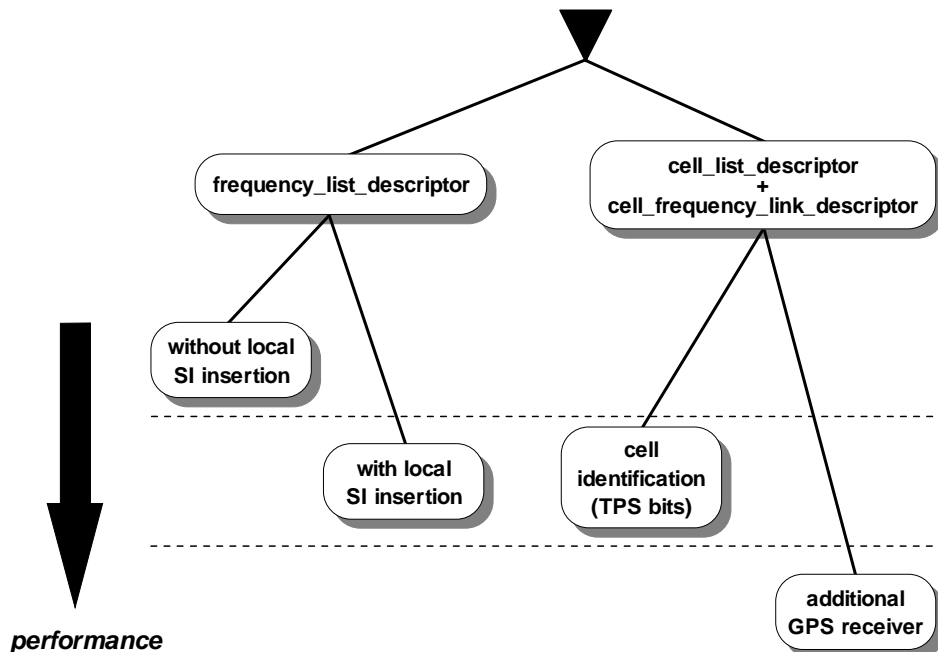 frequency_list_descriptor
cell_list_descriptor
+
cell_frequency_link_descriptor
without local
SI insertion
with local
SI insertion
cell
identification
(TPS bits)
additional
GPS receiver
performance